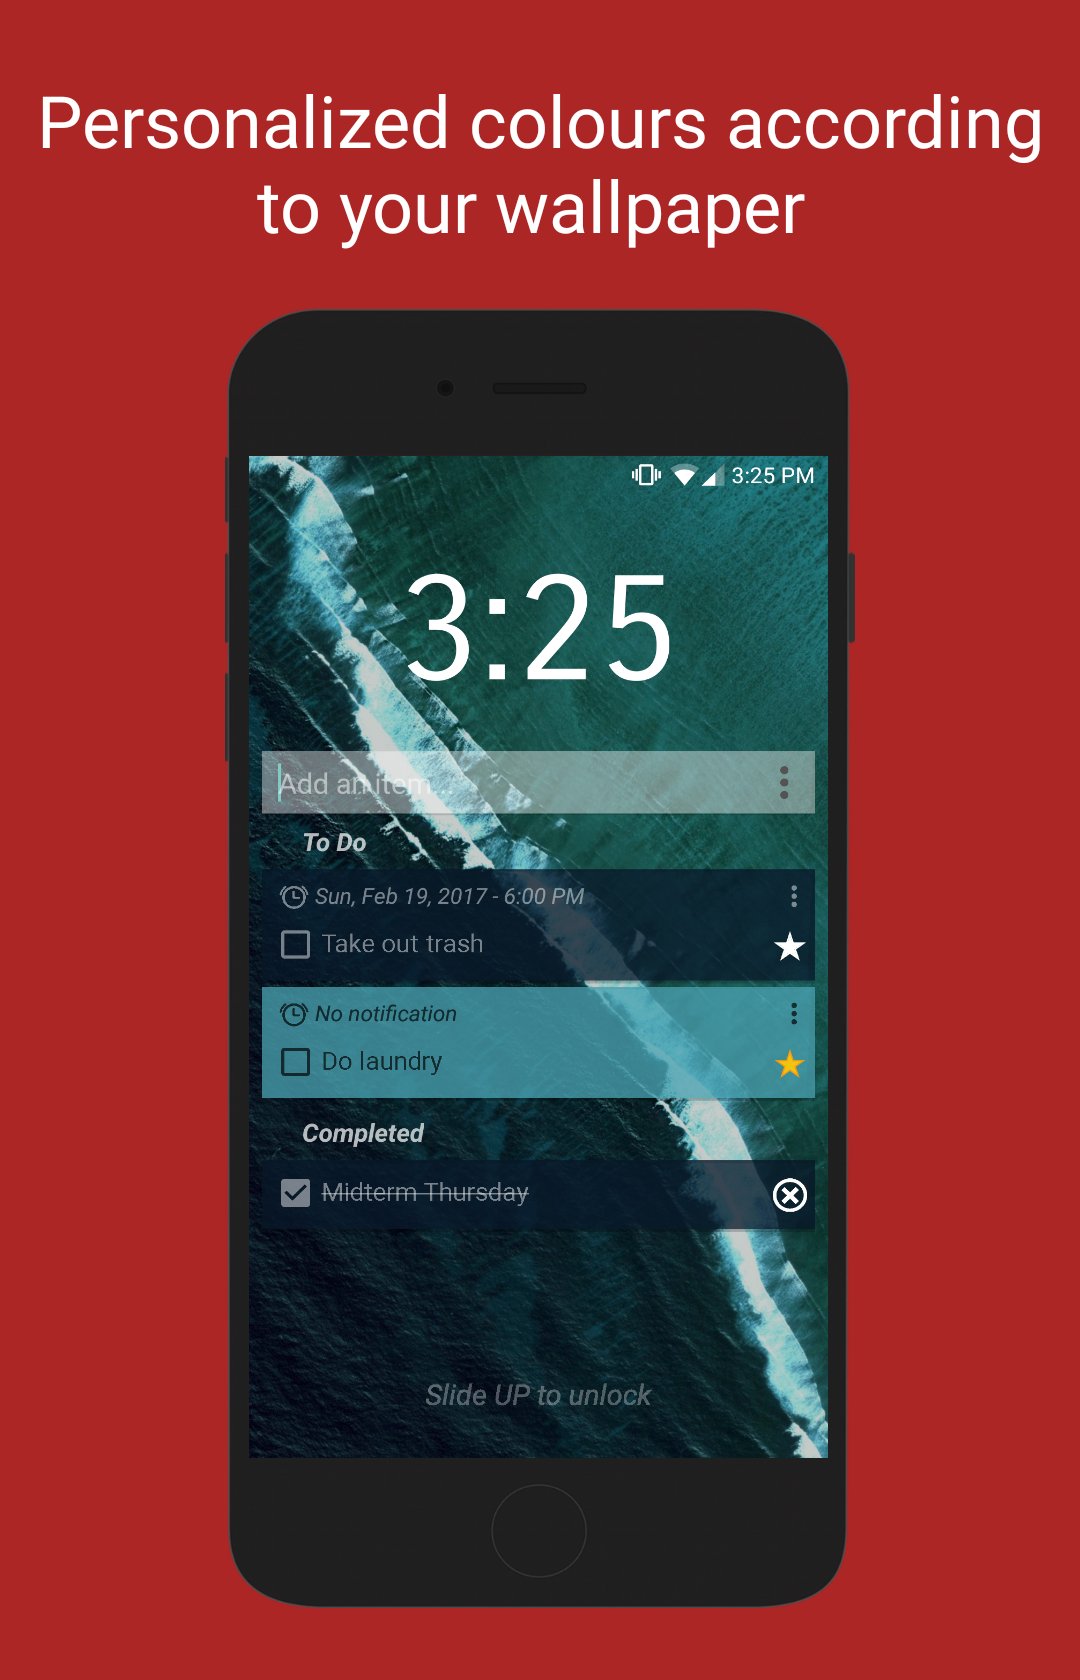 Personalized colours according
to your wallpaper
3:25 PM
3:25
Add an item...
To Do
Sun, Feb 19, 2017 - 6:00 PM
Take out trash
No notification
Do laundry
Completed
Midterm Thursday
Slide UP to unlock